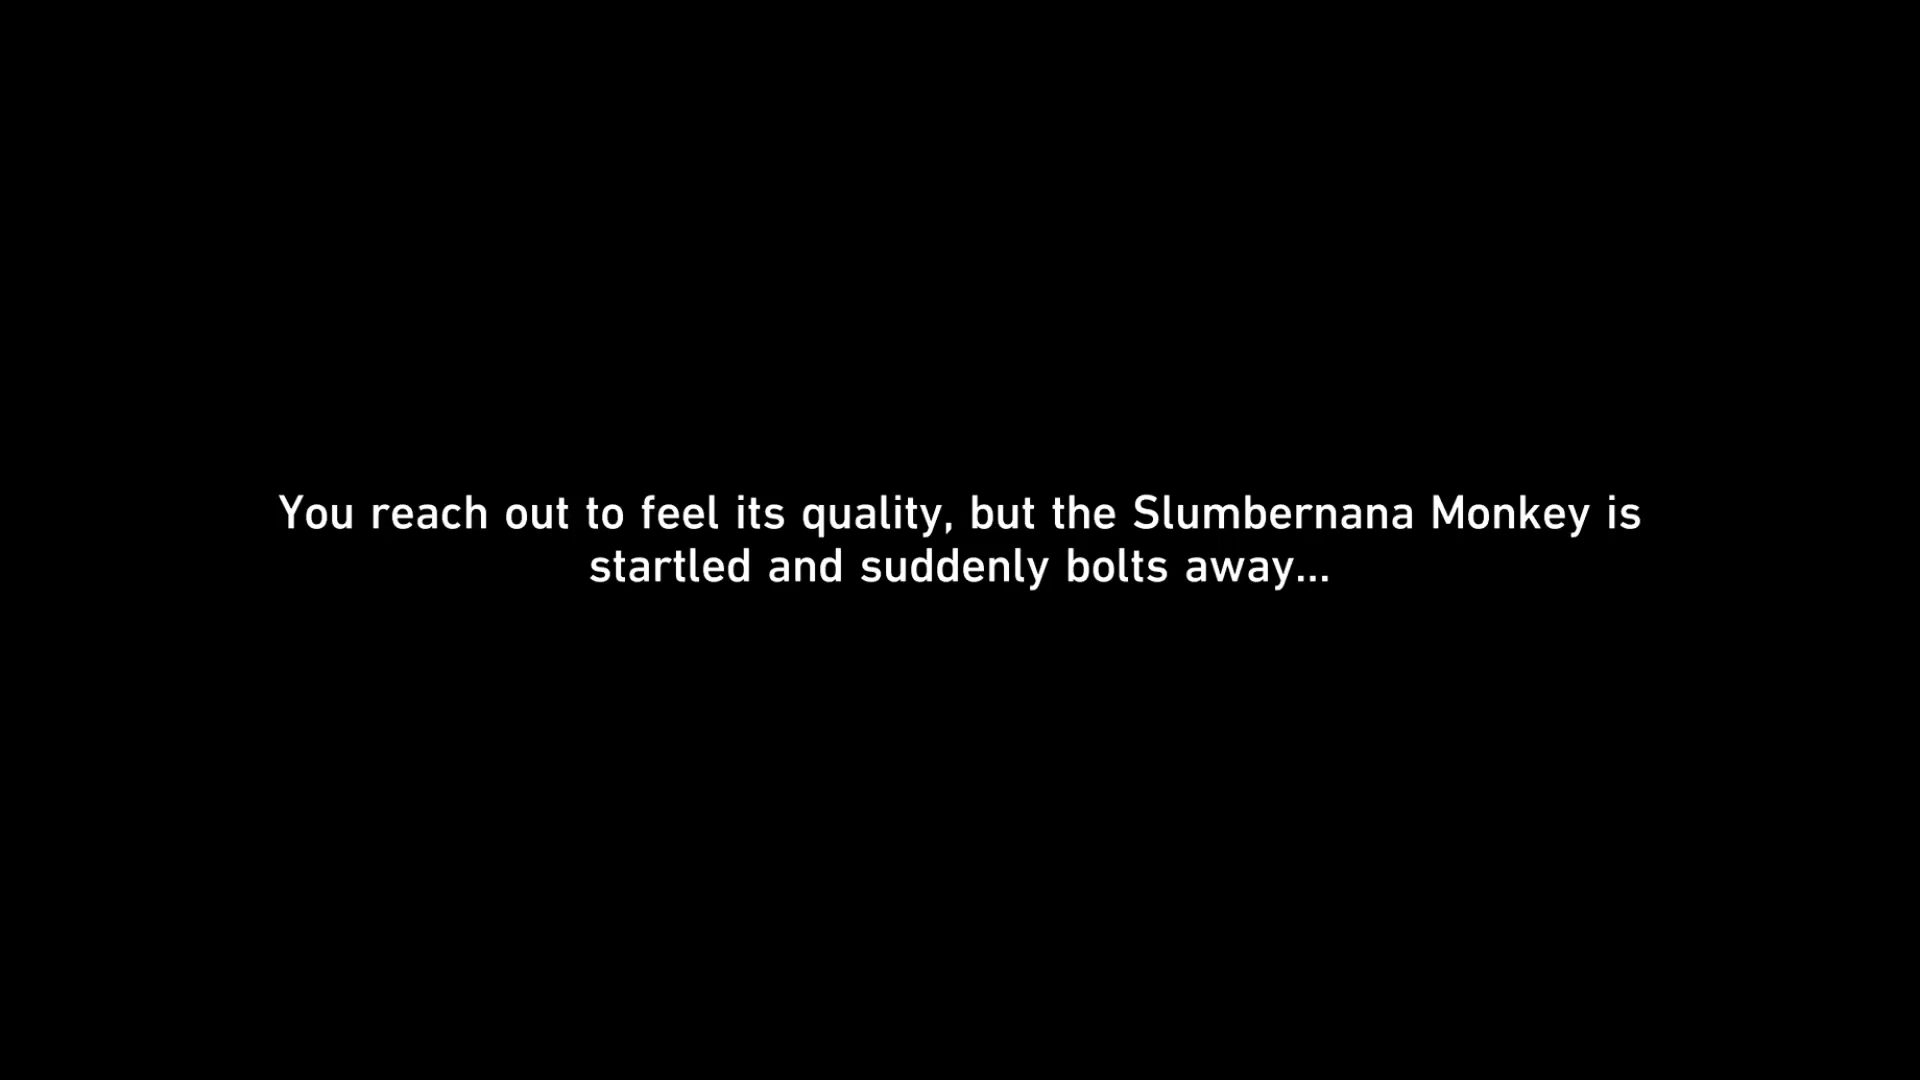 You reach out to feel its quality, but the Slumbernana Monkey is
startled and suddenly bolts away...